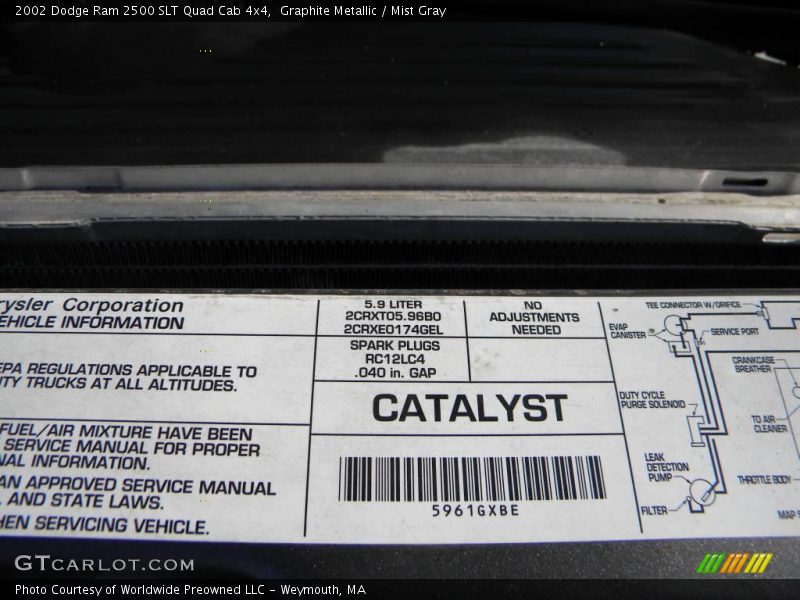 2002 Dodge Ram 2500 SLT Quad Cab 4x4,  Graphite Metallic / Mist Gray
rysler Corporation
EHICLE INFORMATION
EPA REGULATIONS APPLICABLE TO
UTY TRUCKS AT ALL ALTITUDES.
FUEL/AIR MIXTURE HAVE BEEN
SERVICE MANUAL FOR PROPER
NAL INFORMATION.
AN APPROVED SERVICE MANUAL
, AND STATE LAWS.
HEN SERVICING VEHICLE.
5.9 LITER
2CRXT05.96B0
2CRXE0174GEL
SPARK PLUGS
RC12LC4
.040 in. GAP
NO
ADJUSTMENTS
NEEDED
CATALYST
5961GXBE
TEE CONNECTOR W/ORIFICE
EVAP
CANISTER
SERVICE PORT
CRANKCASE
BREATHER
DUTY CYCLE
PURGE SOLENOID
TO AIR
CLEANER
LEAK
DETECTION
PUMP
THROTTLE BODY
FILTER
MAP S
GTCARLOT.COM
Photo Courtesy of Worldwide Preowned LLC - Weymouth, MA